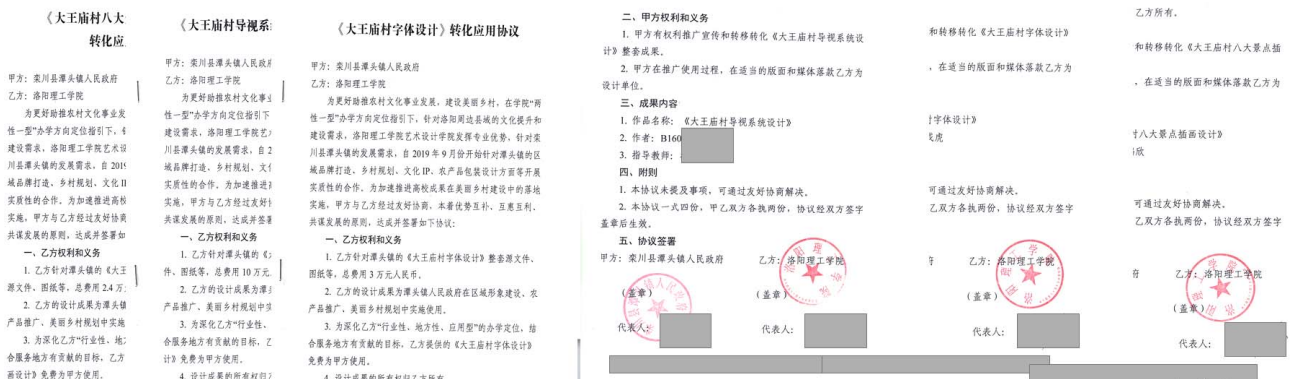 《大王庙村八大
转化应
甲方：栾川县潭头镇人民政府
乙方：洛阳理工学院
为更好助推农村文化事业发
性一型”办学方向定位指引下，
建设需求，洛阳理工学院艺术设
川县潭头镇的发展需求，自 2019
域品牌打造、乡村规划、文化 IP
实质性的合作。为加速推进高校
实施，甲方与乙方经过友好协商
共谋发展的原则，达成并签署如
一、乙方权利和义务
1. 乙方针对潭头镇的《大王
源文件、图纸等，总费用 2.4 万
2. 乙方的设计成果为潭头镇
产品推广、美丽乡村规划中实施
3. 为深化乙方“行业性、地
合服务地方有贡献的目标，乙方
画设计》免费为甲方使用。
《大王庙村导视系
甲方：栾川县潭头镇人民政府
乙方：洛阳理工学院
为更好助推农村文化事业
性一型”办学方向定位指引下
建设需求，洛阳理工学院艺
川县潭头镇的发展需求，自 2
域品牌打造、乡村规划、文
实质性的合作。为加速推进
实施，甲方与乙方经过友好
共谋发展的原则，达成并签署
一、乙方权利和义务
1. 乙方针对潭头镇的《
件、图纸等，总费用 10 万元
2. 乙方的设计成果为潭
产品推广、美丽乡村规划中实
3. 为深化乙方“行业性、
合服务地方有贡献的目标，乙
计》免费为甲方使用。
4. 设计成果的所有权归
《大王庙村字体设计》转化应用协议
甲方：栾川县潭头镇人民政府
乙方：洛阳理工学院
为更好助推农村文化事业发展，建设美丽乡村，在学院“两
性一型”办学方向定位指引下，针对洛阳周边县域的文化提升和
建设需求，洛阳理工学院艺术设计学院发挥专业优势，针对栾
川县潭头镇的发展需求，自 2019 年 9 月份开始针对潭头镇的区
域品牌打造、乡村规划、文化 IP、农产品包装设计方面等开展
实质性的合作。为加速推进高校成果在美丽乡村建设中的落地
实施，甲方与乙方经过友好协商，本着优势互补、互惠互利、
共谋发展的原则，达成并签署如下协议：
一、乙方权利和义务
1. 乙方针对潭头镇的《大王庙村字体设计》整套源文件、
图纸等，总费用 3 万元人民币。
2. 乙方的设计成果为潭头镇人民政府在区域形象建设、农
产品推广、美丽乡村规划中实施使用。
3. 为深化乙方“行业性、地方性、应用型”的办学定位，结
合服务地方有贡献的目标，乙方提供的《大王庙村字体设计》
免费为甲方使用。
4. 设计成果的所有权归乙方所有
二、甲方权利和义务
1. 甲方有权利推广宣传和转移转化《大王庙村导视系统设
计》整套成果。
2. 甲方在推广使用过程，在适当的版面和媒体落款乙方为
设计单位。
三、成果内容
1. 作品名称：《大王庙村导视系统设计》
2. 作者：B160
3. 指导教师：
四、附则
1. 本协议未提及事项，可通过友好协商解决。
2. 本协议一式四份，甲乙双方各执两份，协议经双方签字
盖章后生效。
五、协议签署
甲方：栾川县潭头镇人民政府 乙方：洛阳理工学院
（盖章） （盖章）
代表人： 代表人：
和转移转化《大王庙村字体设计》
，在适当的版面和媒体落款乙方为
字体设计》
虎
可通过友好协商解决。
乙双方各执两份，协议经双方签字
府 乙方：洛阳理工学院
（盖章）
代表人：
乙方所有。
和转移转化《大王庙村八大景点插
，在适当的版面和媒体落款乙方为
八大景点插画设计》
欣
可通过友好协商解决。
乙双方各执两份，协议经双方签字
府 乙方：洛阳理工学院
（盖章）
代表人：